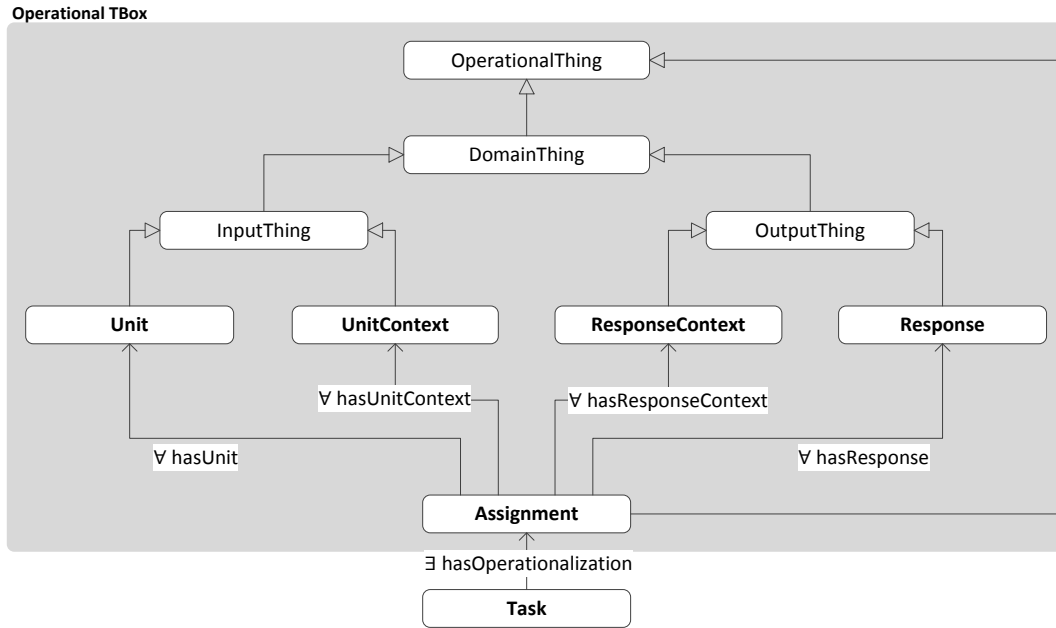 Operational TBox
OperationalThing
DomainThing
InputThing
OutputThing
Unit
UnitContext
ResponseContext
Response
∀ hasUnitContext
∀ hasResponseContext
∀ hasUnit
∀ hasResponse
Assignment
∃ hasOperationalization
Task